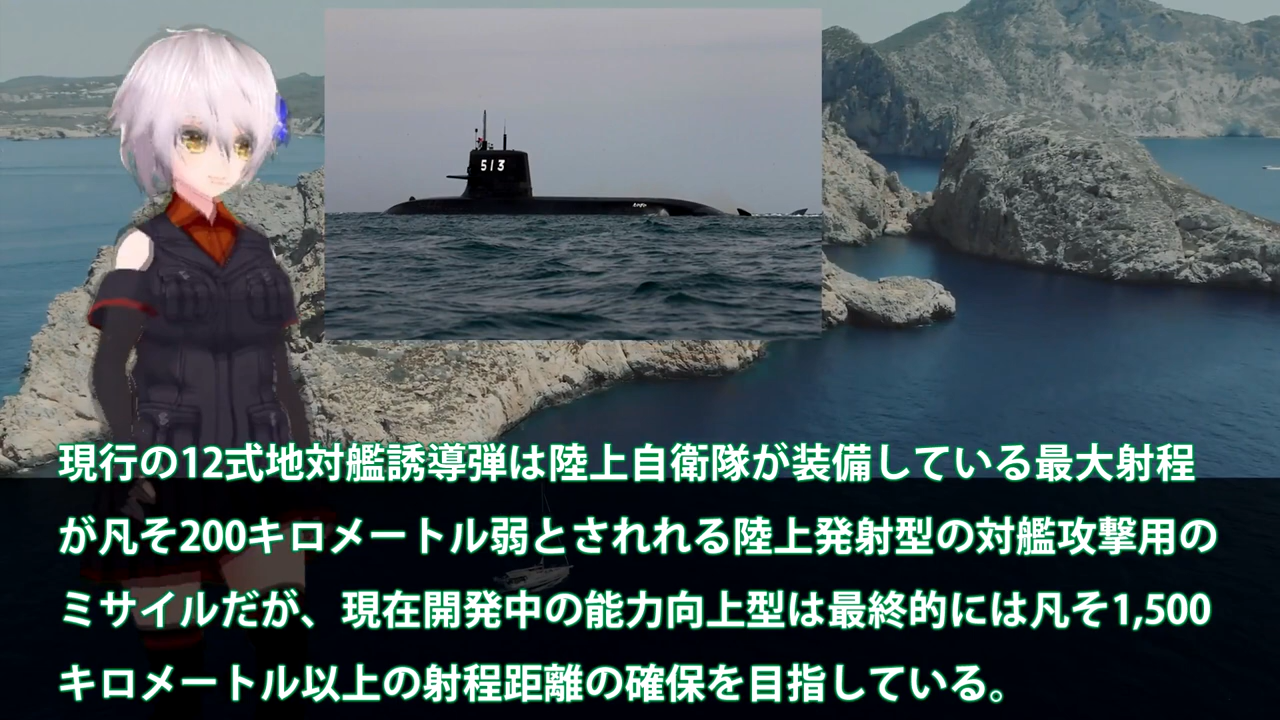 513
現行の12式地対艦誘導弾は陸上自衛隊が装備している最大射程
が凡そ200キロメートル弱とされれる陸上発射型の対艦攻撃用の
ミサイルだが、現在開発中の能力向上型は最終的には凡そ1,500
キロメートル以上の射程距離の確保を目指している。